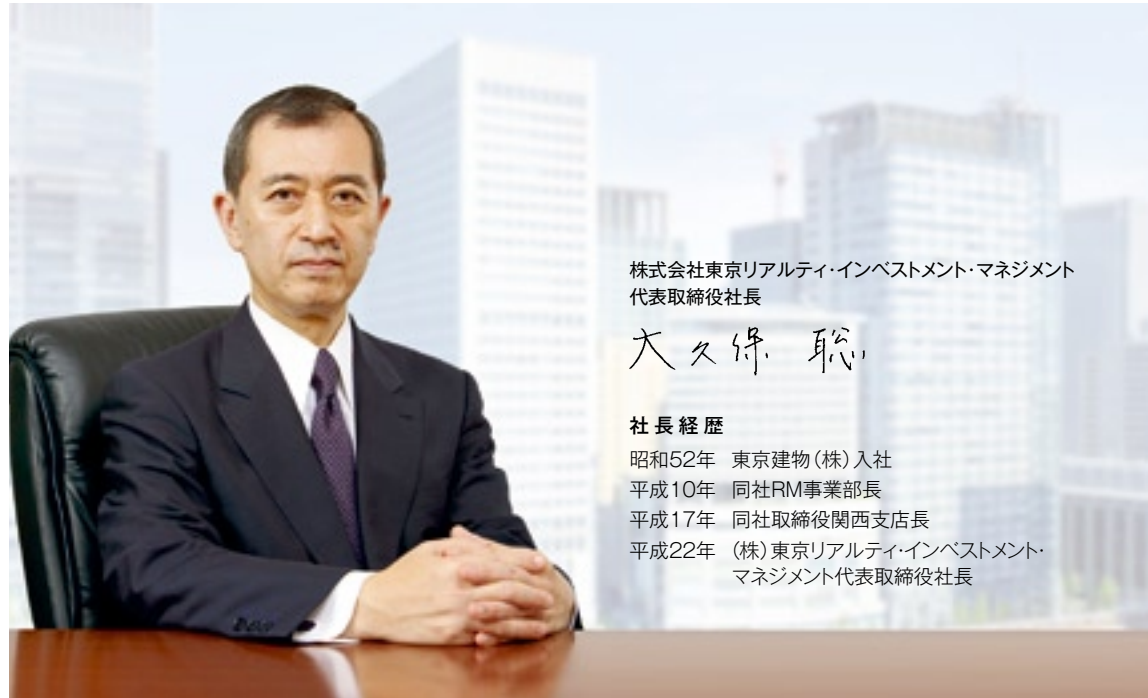 株式会社東京リアルティ・インベストメント・マネジメント
代表取締役社長
大久保 聡
社長経歴
昭和52年 東京建物(株)入社
平成10年 同社RM事業部長
平成17年 同社取締役関西支店長
平成22年 (株)東京リアルティ・インベストメント・
マネジメント代表取締役社長